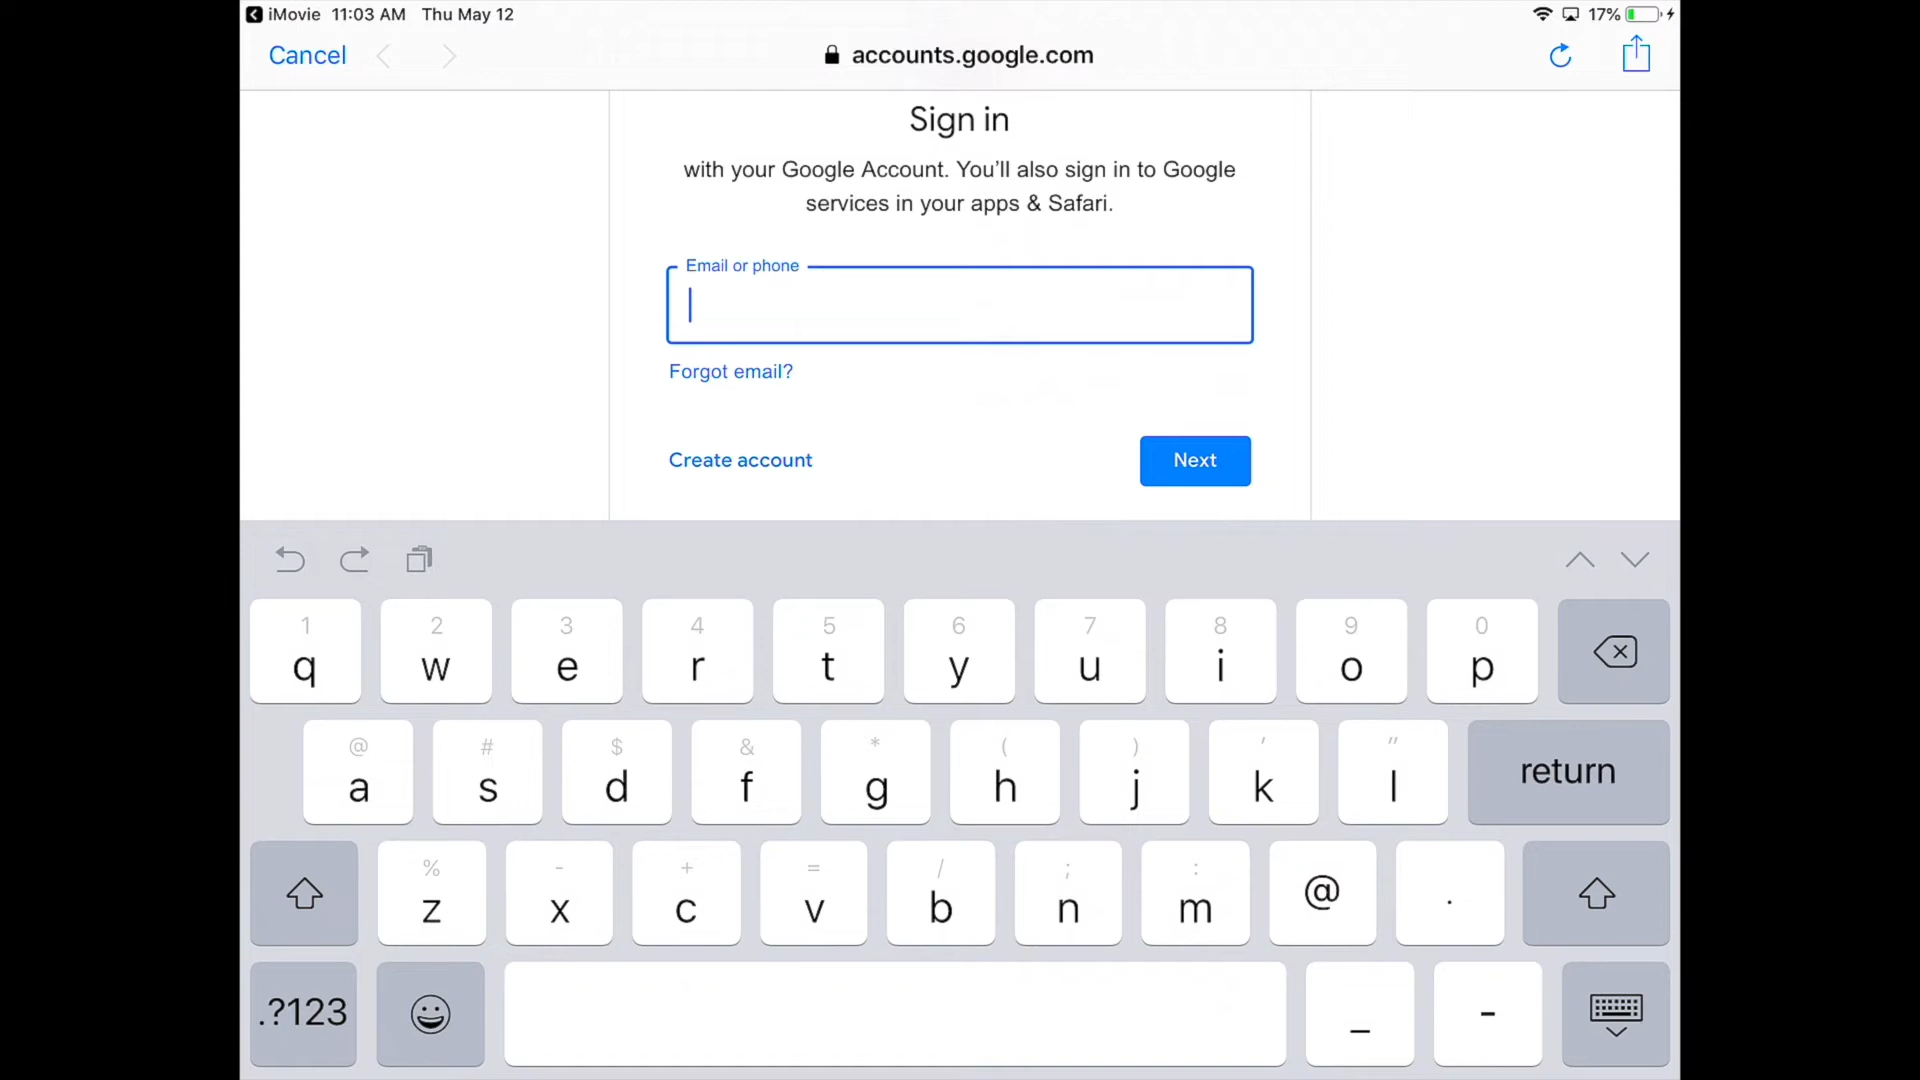 iMovie 11:03 AM Thu May 12 17%
Cancel accounts.google.com
Sign in
with your Google Account. You’ll also sign in to Google
services in your apps & Safari.
Email or phone
Forgot email?
Create account Next
1 2 3 4 5 6 7 8 9 0
q w e r t y u i o p
@ # $ & * ( ) ' "
a s d f g h j k l return
% - + = / ; :
z x c v b n m @ .
.?123 _ -